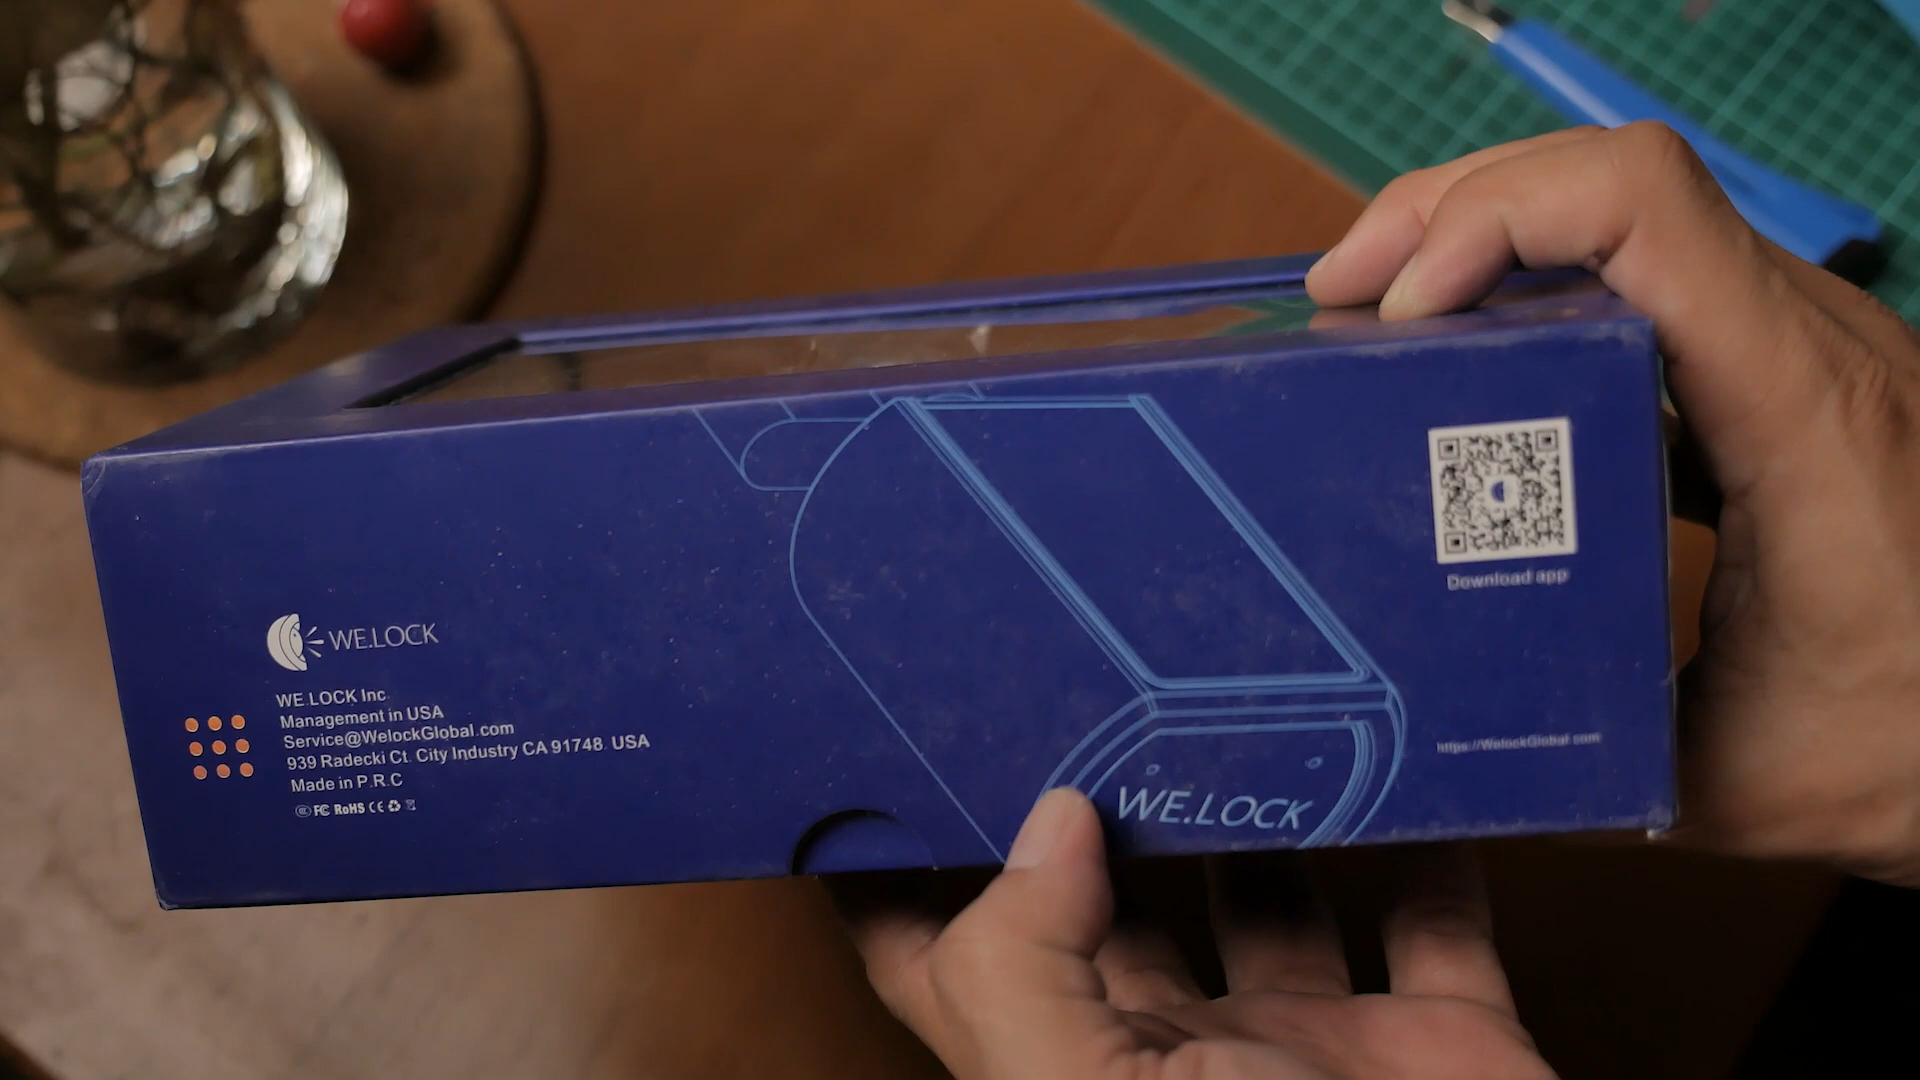 WE.LOCK
WE.LOCK Inc
Management in USA
Service@WelockGlobal.com
939 Radecki Ct. City Industry CA 91748. USA
Made in P.R.C
FC RoHS CE
WE.LOCK
Download app
https://WelockGlobal.com